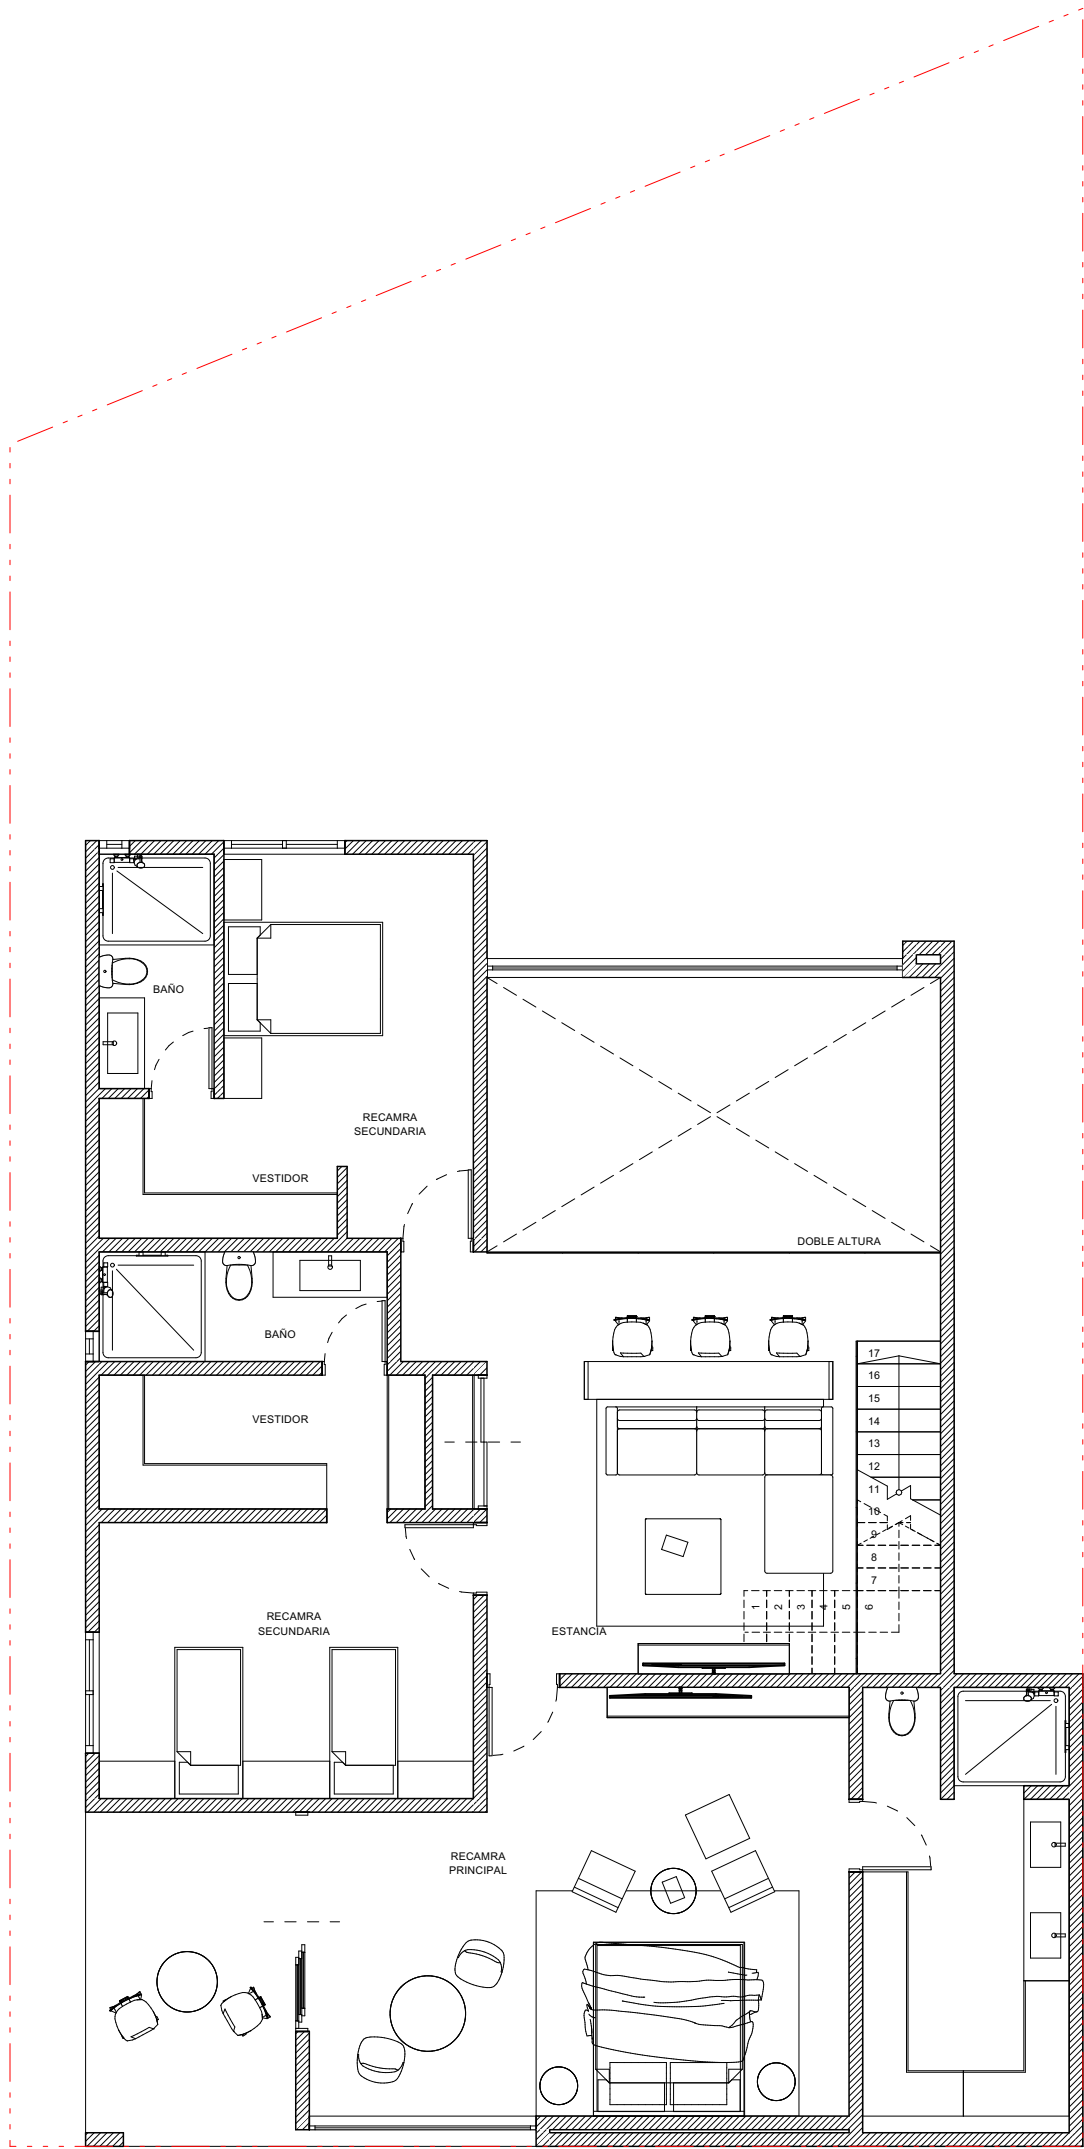 BAÑO
RECAMRA
SECUNDARIA
VESTIDOR
DOBLE ALTURA
BAÑO
VESTIDOR
17
16
15
14
13
12
11
10
9
8
7
1 2 3 4 5 6
RECAMRA
SECUNDARIA
ESTANCIA
RECAMRA
PRINCIPAL